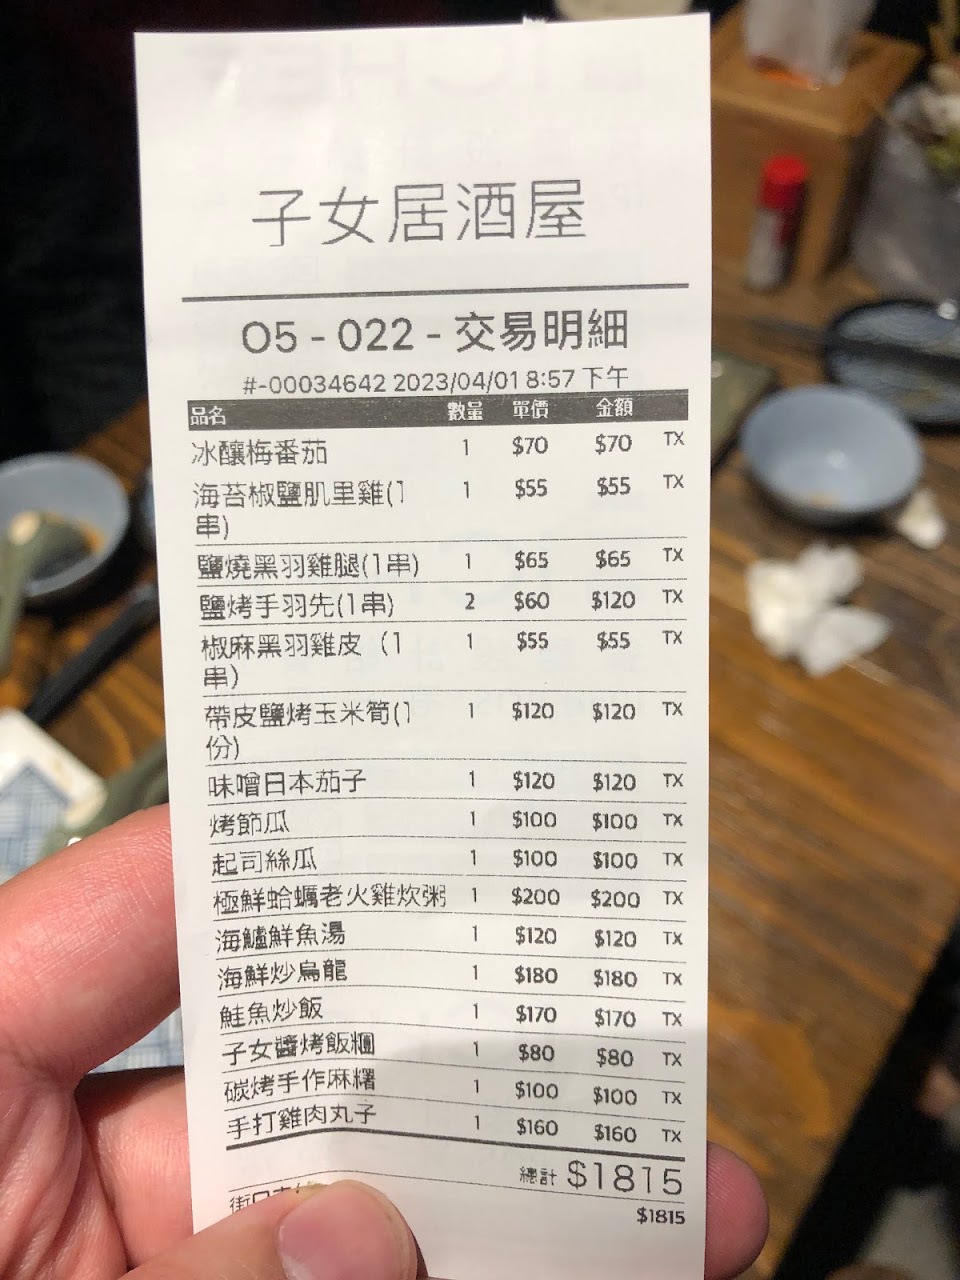 子女居酒屋
O5 - 022 - 交易明細
#-00034642 2023/04/01 8:57 下午
品名 數量 單價 金額
冰釀梅番茄 1 $70 $70 TX
海苔椒鹽肌里雞(1 1 $55 $55 TX
串)
鹽燒黑羽雞腿(1串) 1 $65 $65 TX
鹽烤手羽先(1串) 2 $60 $120 TX
椒麻黑羽雞皮（1 1 $55 $55 TX
串)
帶皮鹽烤玉米筍(1 1 $120 $120 TX
份)
味噌日本茄子 1 $120 $120 TX
烤節瓜 1 $100 $100 TX
起司絲瓜 1 $100 $100 TX
極鮮蛤蠣老火雞炊粥 1 $200 $200 TX
海鱸鮮魚湯 1 $120 $120 TX
海鮮炒烏龍 1 $180 $180 TX
鮭魚炒飯 1 $170 $170 TX
子女醬烤飯糰 1 $80 $80 TX
碳烤手作麻糬 1 $100 $100 TX
手打雞肉丸子 1 $160 $160 TX
總計 $1815
$1815